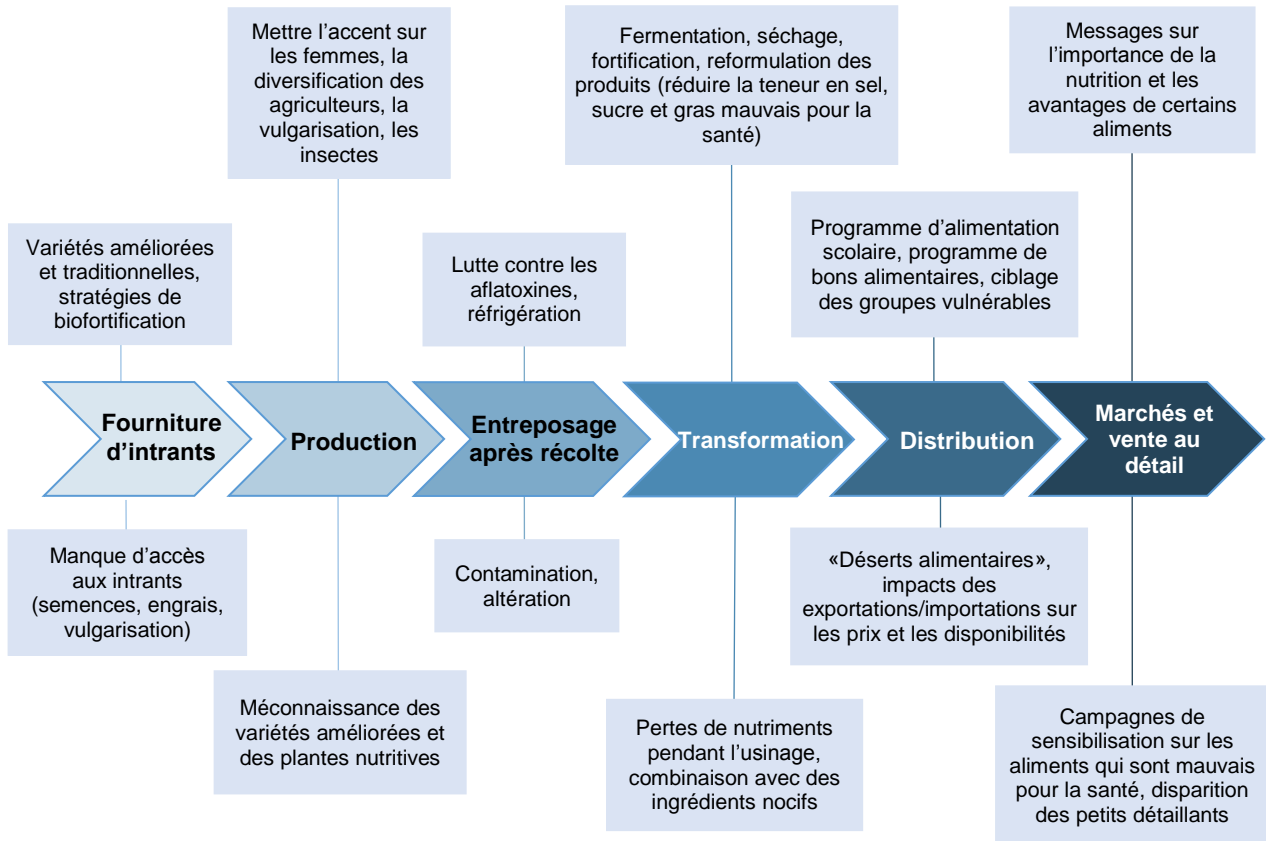 Mettre l’accent sur
les femmes, la
diversification des
agriculteurs, la
vulgarisation, les
insectes
Fermentation, séchage,
fortification, reformulation des
produits (réduire la teneur en sel,
sucre et gras mauvais pour la
santé)
Messages sur
l’importance de la
nutrition et les
avantages de certains
aliments
Variétés améliorées
et traditionnelles,
stratégies de
biofortification
Lutte contre les
aflatoxines,
réfrigération
Programme d’alimentation
scolaire, programme de
bons alimentaires, ciblage
des groupes vulnérables
Fourniture
d’intrants
Production
Entreposage
après récolte
Transformation
Distribution
Marchés et
vente au
détail
Manque d’accès
aux intrants
(semences, engrais,
vulgarisation)
Contamination,
altération
«Déserts alimentaires»,
impacts des
exportations/importations sur
les prix et les disponibilités
Méconnaissance des
variétés améliorées et
des plantes nutritives
Pertes de nutriments
pendant l’usinage,
combinaison avec des
ingrédients nocifs
Campagnes de
sensibilisation sur les
aliments qui sont mauvais
pour la santé, disparition
des petits détaillants